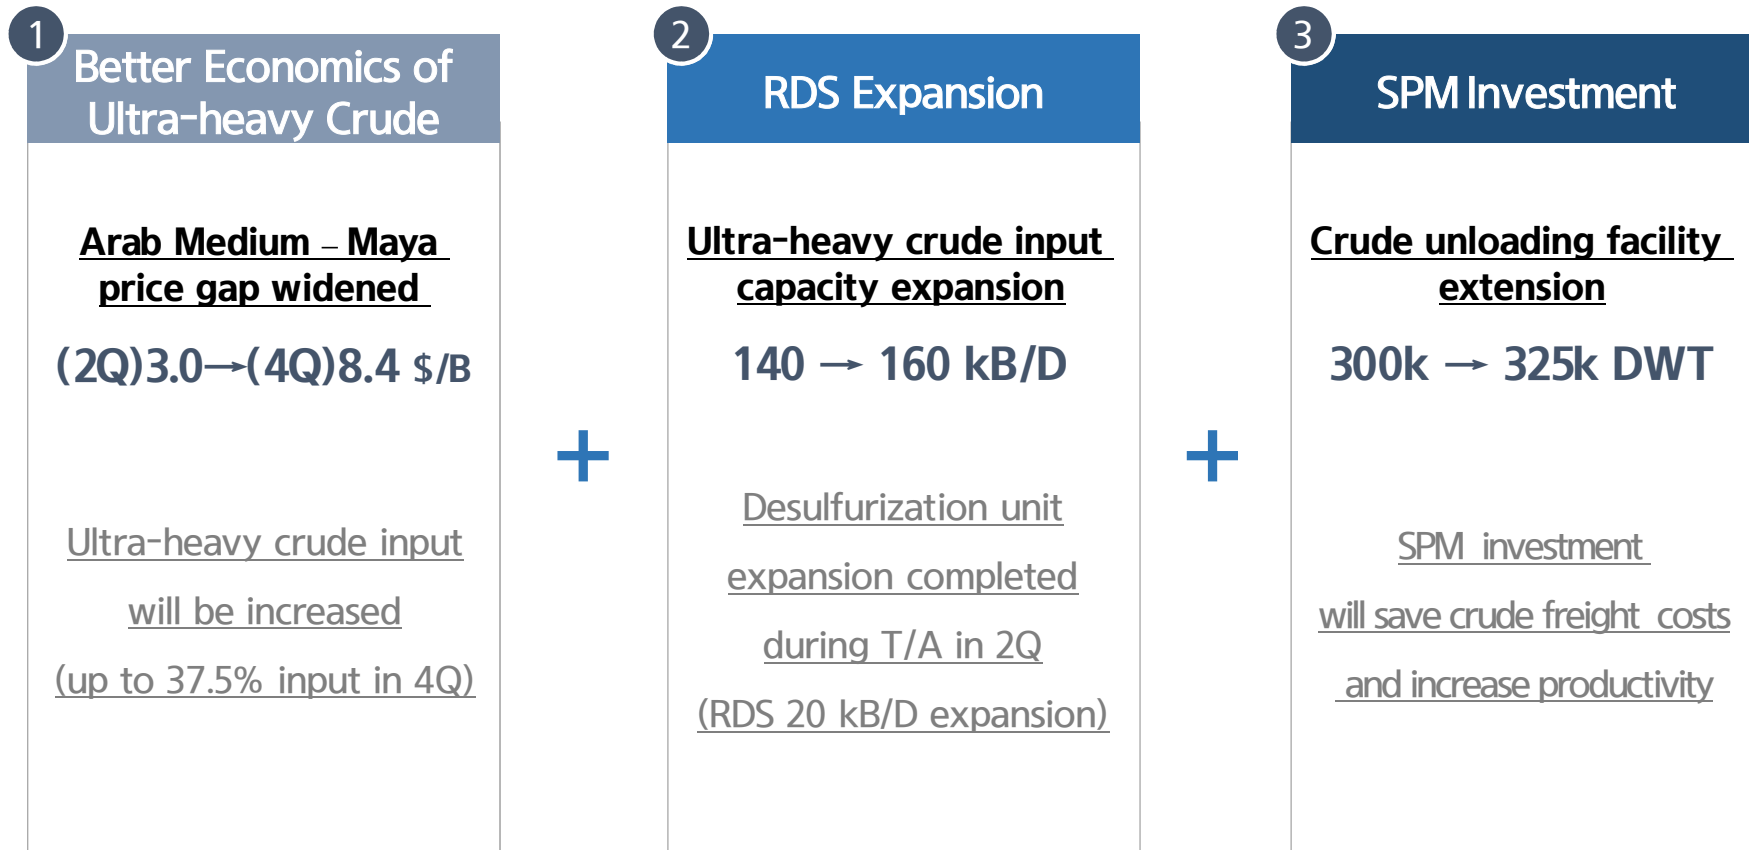 1
Better Economics of
Ultra-heavy Crude
Arab Medium – Maya
price gap widened
(2Q)3.0→(4Q)8.4 $/B
Ultra-heavy crude input
will be increased
(up to 37.5% input in 4Q)
+
2
RDS Expansion
Ultra-heavy crude input
capacity expansion
140 → 160 kB/D
Desulfurization unit
expansion completed
during T/A in 2Q
(RDS 20 kB/D expansion)
+
3
SPM Investment
Crude unloading facility
extension
300k → 325k DWT
SPM investment
will save crude freight costs
and increase productivity